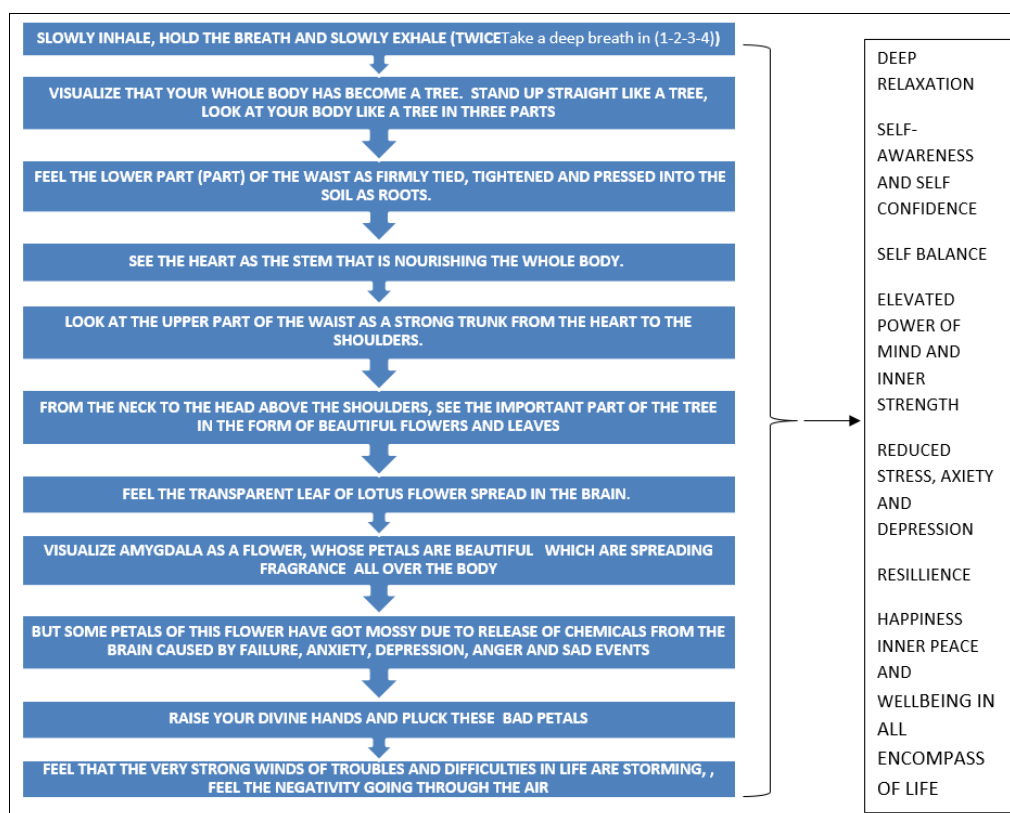 SLOWLY INHALE, HOLD THE BREATH AND SLOWLY EXHALE (TWICETake a deep breath in (1-2-3-4))
VISUALIZE THAT YOUR WHOLE BODY HAS BECOME A TREE. STAND UP STRAIGHT LIKE A TREE,
LOOK AT YOUR BODY LIKE A TREE IN THREE PARTS
FEEL THE LOWER PART (PART) OF THE WAIST AS FIRMLY TIED, TIGHTENED AND PRESSED INTO THE
SOIL AS ROOTS.
SEE THE HEART AS THE STEM THAT IS NOURISHING THE WHOLE BODY.
LOOK AT THE UPPER PART OF THE WAIST AS A STRONG TRUNK FROM THE HEART TO THE
SHOULDERS.
FROM THE NECK TO THE HEAD ABOVE THE SHOULDERS, SEE THE IMPORTANT PART OF THE TREE
IN THE FORM OF BEAUTIFUL FLOWERS AND LEAVES
FEEL THE TRANSPARENT LEAF OF LOTUS FLOWER SPREAD IN THE BRAIN.
VISUALIZE AMYGDALA AS A FLOWER, WHOSE PETALS ARE BEAUTIFUL WHICH ARE SPREADING
FRAGRANCE ALL OVER THE BODY
BUT SOME PETALS OF THIS FLOWER HAVE GOT MOSSY DUE TO RELEASE OF CHEMICALS FROM THE
BRAIN CAUSED BY FAILURE, ANXIETY, DEPRESSION, ANGER AND SAD EVENTS
RAISE YOUR DIVINE HANDS AND PLUCK THESE BAD PETALS
FEEL THAT THE VERY STRONG WINDS OF TROUBLES AND DIFFICULTIES IN LIFE ARE STORMING, ,
FEEL THE NEGATIVITY GOING THROUGH THE AIR
DEEP
RELAXATION
SELF-
AWARENESS
AND SELF
CONFIDENCE
SELF BALANCE
ELEVATED
POWER OF
MIND AND
INNER
STRENGTH
REDUCED
STRESS, AXIETY
AND
DEPRESSION
RESILLIENCE
HAPPINESS
INNER PEACE
AND
WELLBEING IN
ALL
ENCOMPASS
OF LIFE